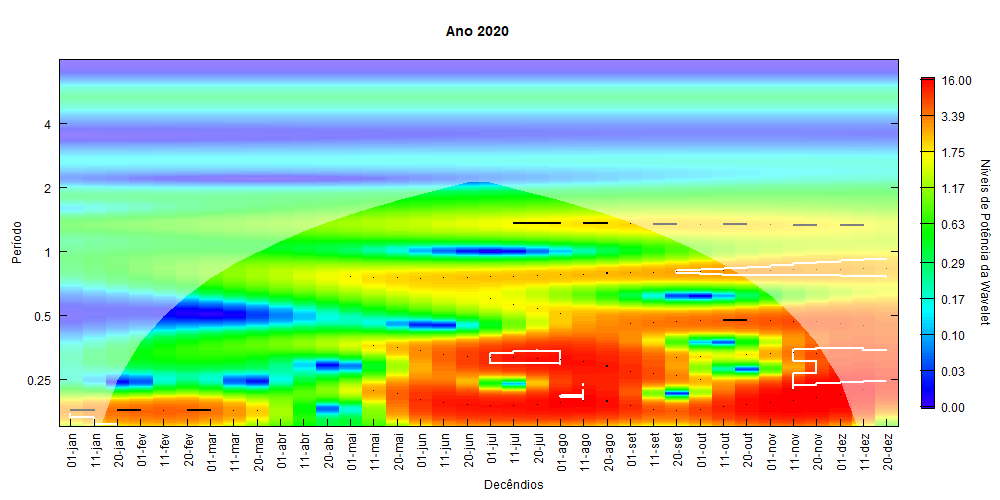 Ano 2020
Período
4
2
1
0.5
0.25
01-jan
11-jan
20-jan
01-fev
11-fev
20-fev
01-mar
11-mar
20-mar
01-abr
11-abr
20-abr
01-mai
11-mai
20-mai
01-jun
11-jun
20-jun
01-jul
11-jul
20-jul
01-ago
11-ago
20-ago
01-set
11-set
20-set
01-out
11-out
20-out
01-nov
11-nov
20-nov
01-dez
11-dez
20-dez
Decêndios
16.00
3.39
1.75
1.17
0.63
0.29
0.17
0.10
0.03
0.00
Níveis de Potência da Wavelet